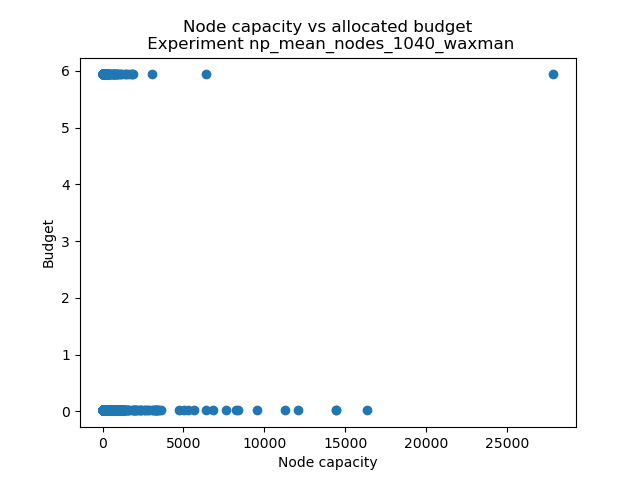 Node capacity vs allocated budget
Experiment np_mean_nodes_1040_waxman
6
5
4
3
2
1
0
Budget
0 5000 10000 15000 20000 25000
Node capacity